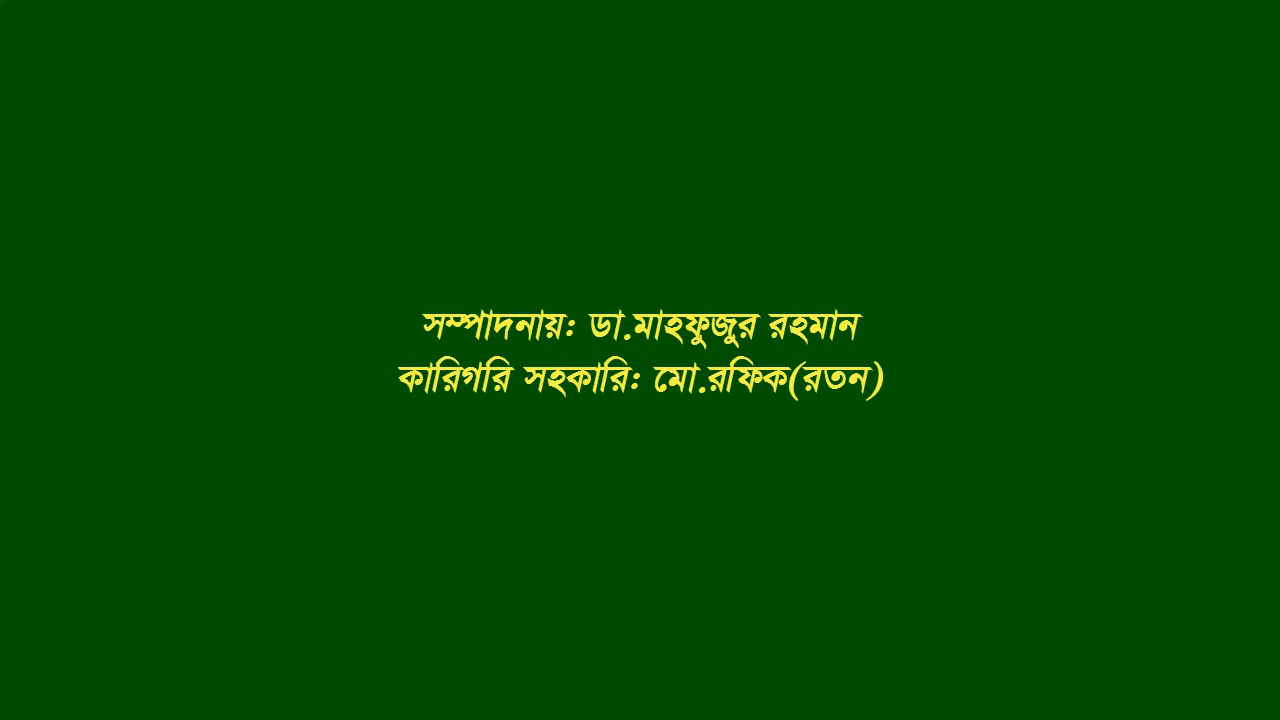 সম্পাদনায়: ডা.মাহফুজুর রহমান
কারিগরি সহকারি: মো.রফিক(রতন)